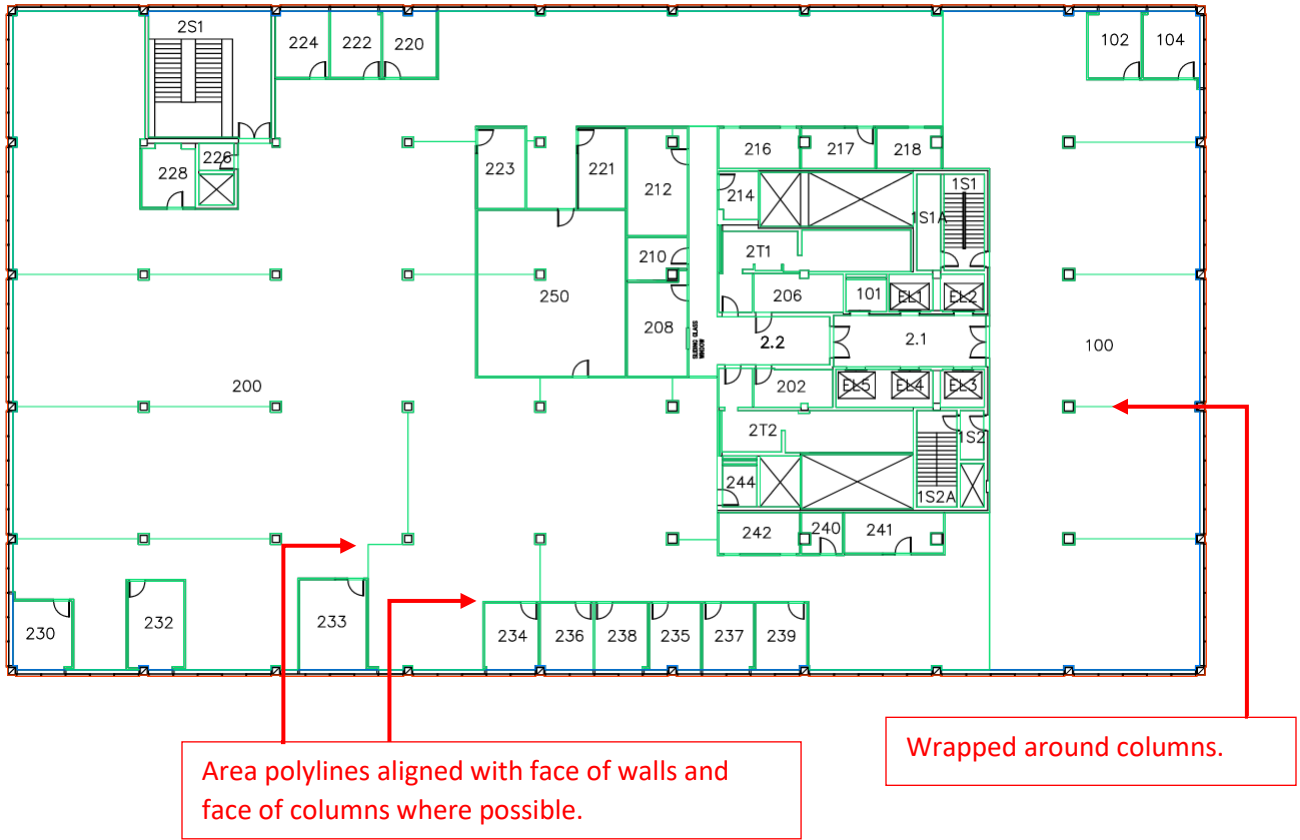 2S1
224
222
220
102
104
226
228
223
221
212
216
217
218
214
1S1
1S1A
2T1
210
250
206
101
EL1
EL2
208
SLIDING GLASS
WINDOW
2.2
2.1
100
200
202
EL5
EL4
EL3
2T2
1S2
244
1S2A
242
240
241
230
232
233
234
236
238
235
237
239
Area polylines aligned with face of walls and
face of columns where possible.
Wrapped around columns.